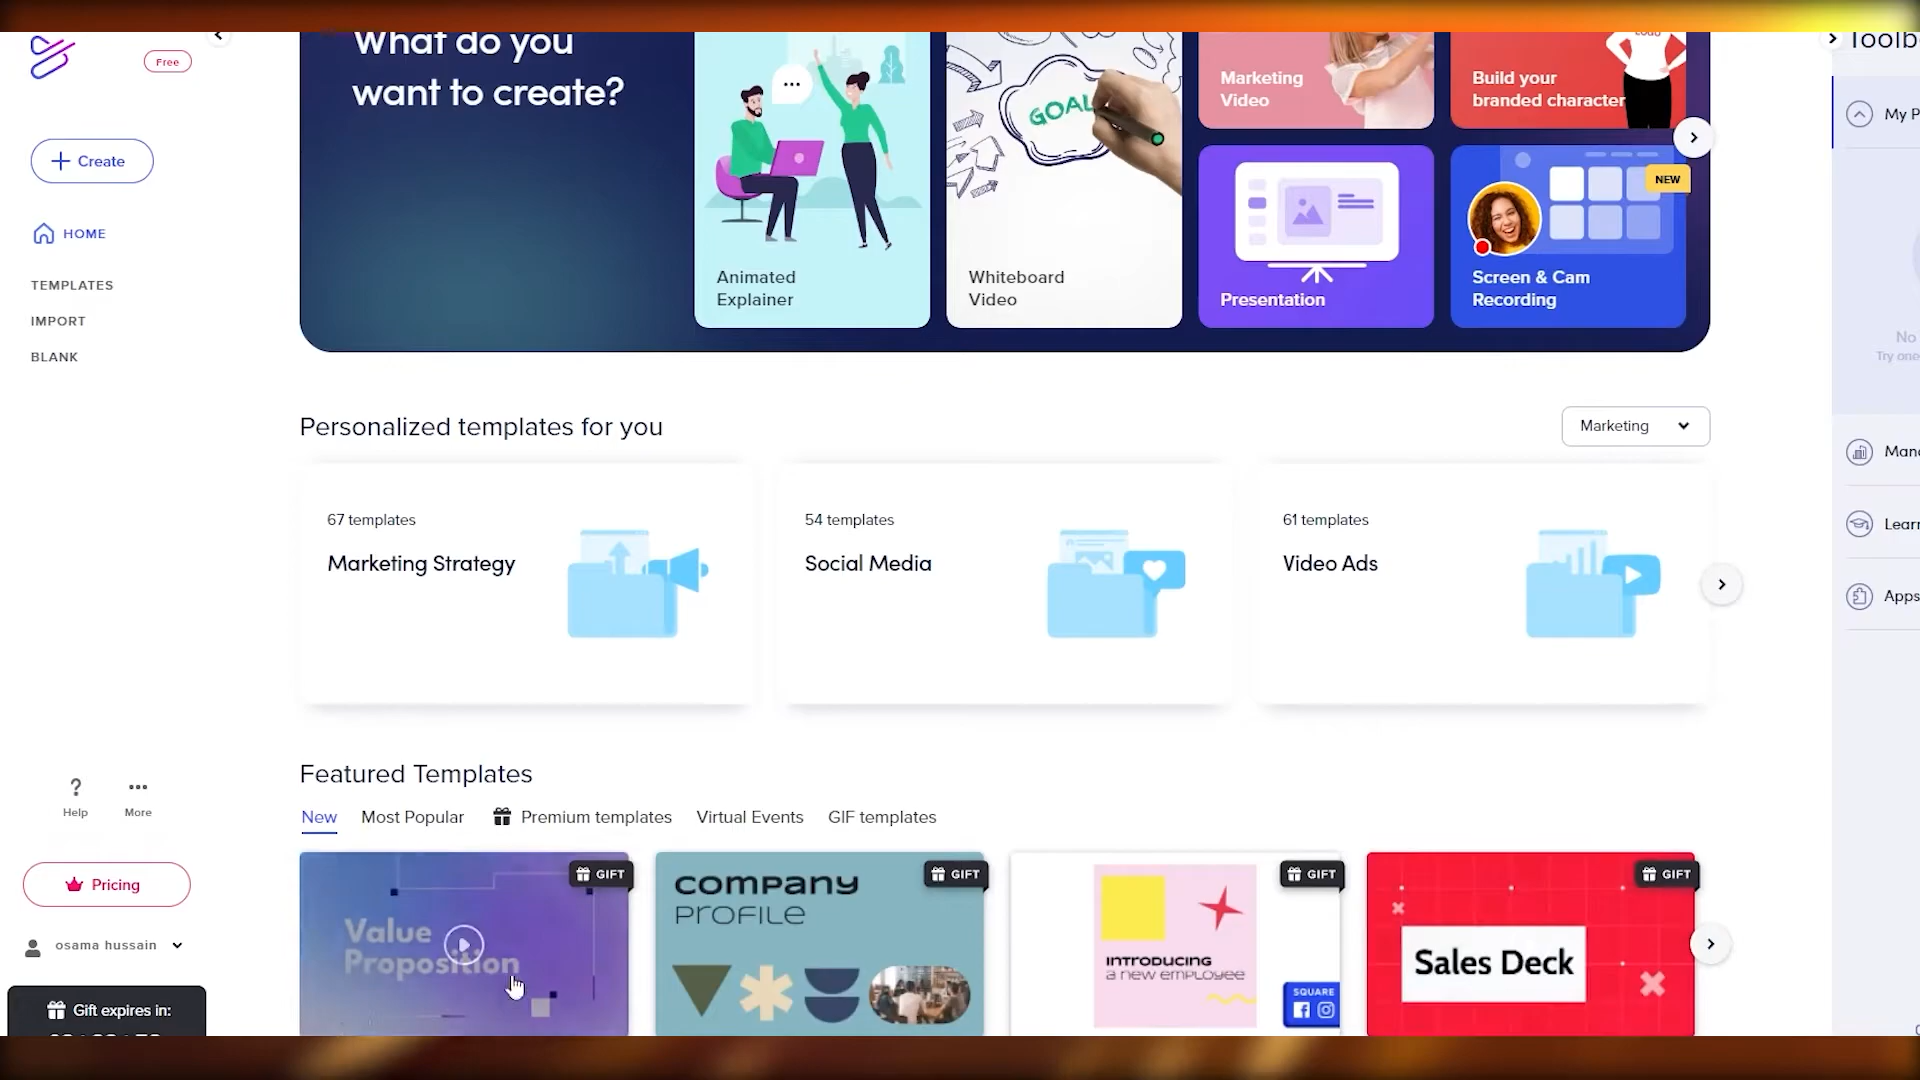 Free
Create
HOME
TEMPLATES
IMPORT
BLANK
? Help
More
Pricing
osama hussain
Gift expires in:
What do you
want to create?
Animated
Explainer
GOAL
Whiteboard
Video
Marketing
Video
Build your
branded character
Presentation
NEW
Screen & Cam
Recording
Personalized templates for you
Marketing
67 templates
Marketing Strategy
54 templates
Social Media
61 templates
Video Ads
Featured Templates
New
Most Popular
Premium templates
Virtual Events
GIF templates
GIFT
Value
Proposition
GIFT
company
PROFILE
GIFT
INTRODUCING
a new employee
SQUARE
GIFT
Sales Deck
Toolb
My P
No
Try one
Mana
Learn
Apps